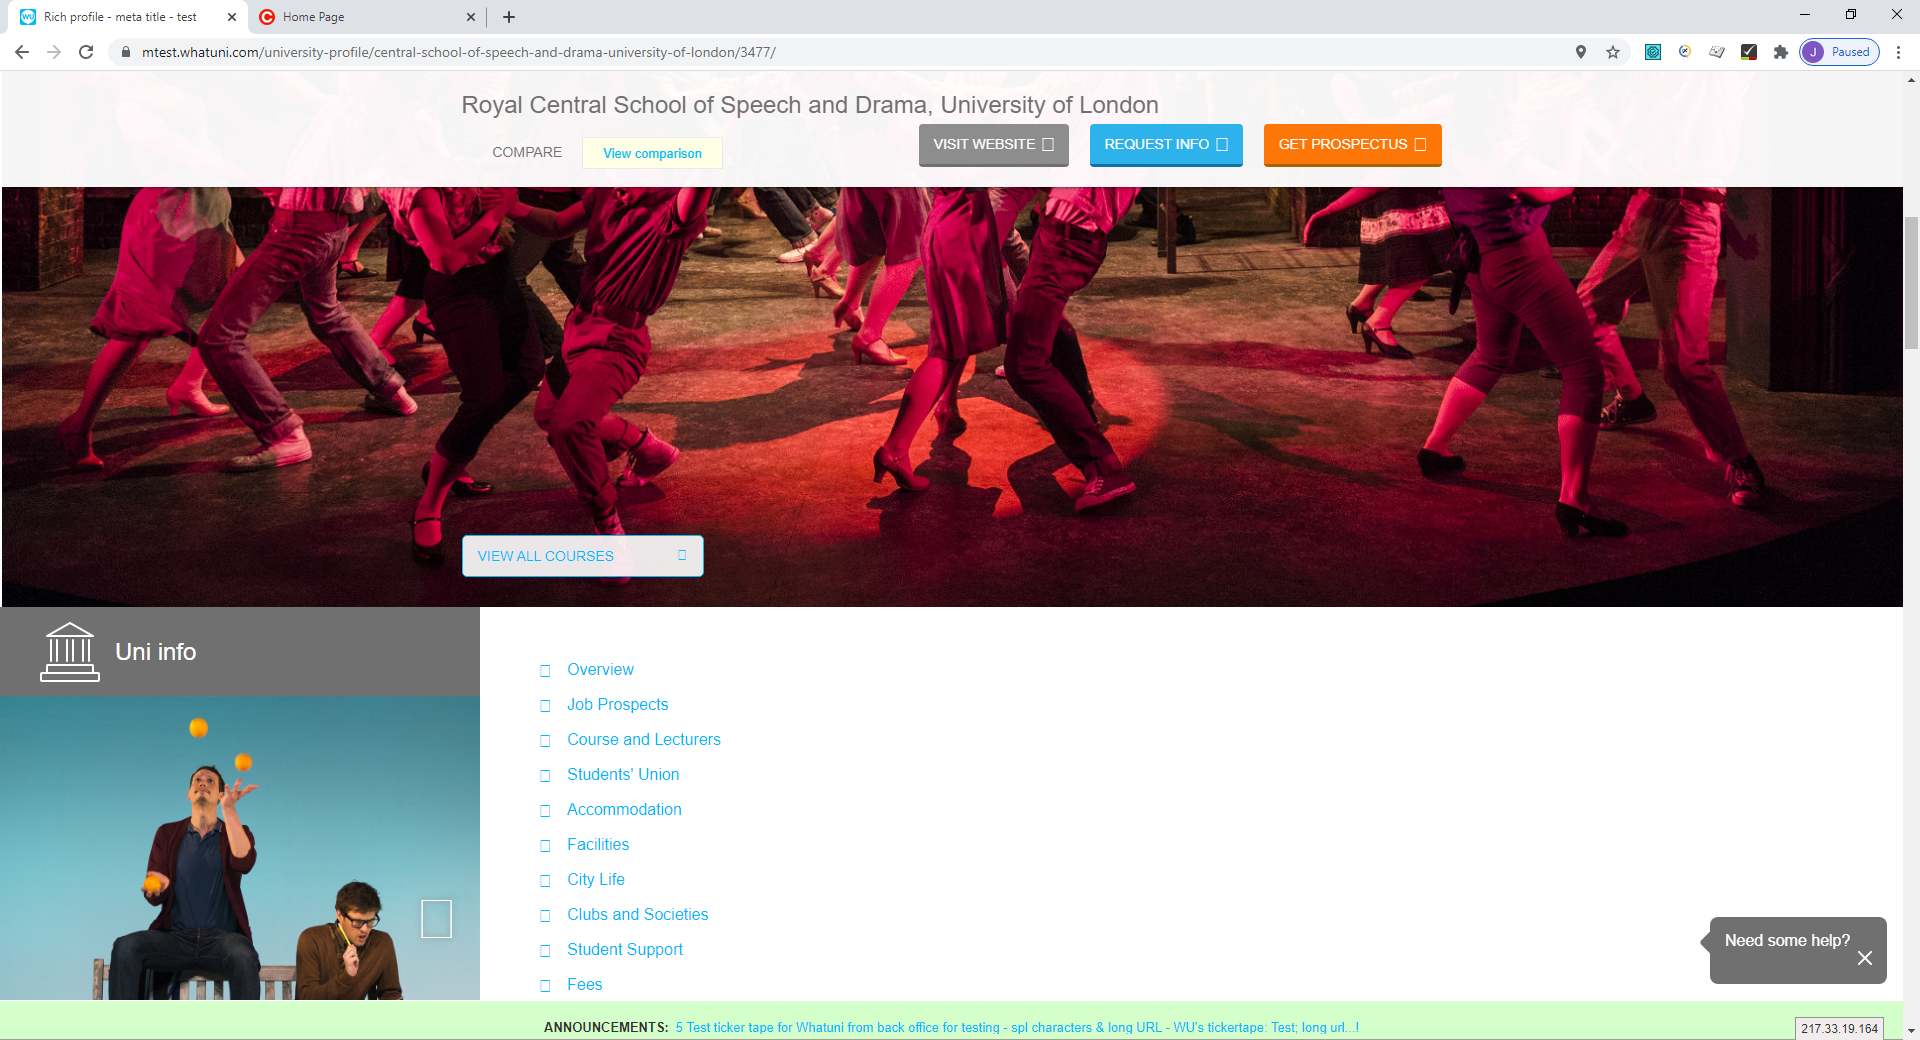 Rich profile - meta title - test
Home Page
mtest.whatuni.com/university-profile/central-school-of-speech-and-drama-university-of-london/3477/
J Paused
Royal Central School of Speech and Drama, University of London
COMPARE
View comparison
VISIT WEBSITE
REQUEST INFO
GET PROSPECTUS
VIEW ALL COURSES
Uni info
Overview
Job Prospects
Course and Lecturers
Students' Union
Accommodation
Facilities
City Life
Clubs and Societies
Student Support
Fees
Need some help?
ANNOUNCEMENTS: 5 Test ticker tape for Whatuni from back office for testing - spl characters & long URL - WU's tickertape: Test; long url...!
217.33.19.164